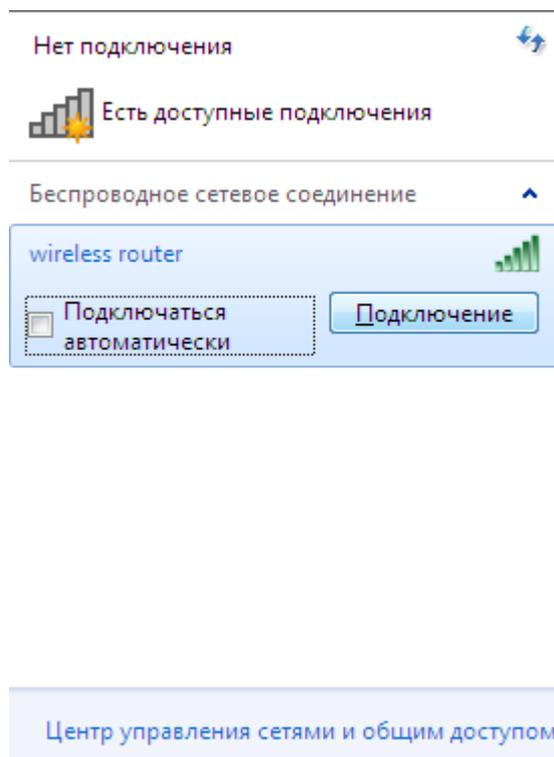 Нет подключения
Есть доступные подключения
Беспроводное сетевое соединение
wireless router
Подключаться
автоматически
Подключение
Центр управления сетями и общим доступом